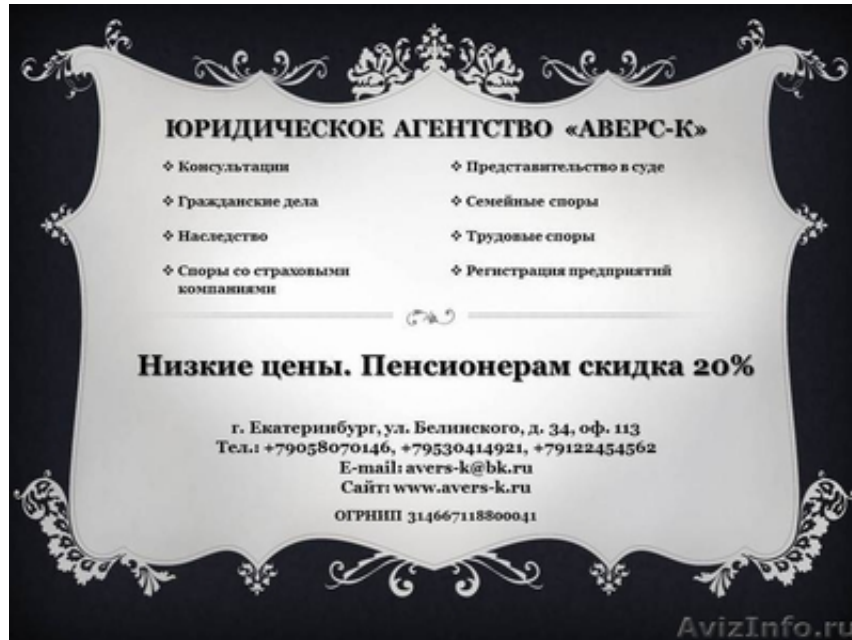 ЮРИДИЧЕСКОЕ АГЕНТСТВО «АВЕРС-К»
❖ Консультации
❖ Гражданские дела
❖ Наследство
❖ Споры со страховыми
компаниями
❖ Представительство в суде
❖ Семейные споры
❖ Трудовые споры
❖ Регистрация предприятий
Низкие цены. Пенсионерам скидка 20%
г. Екатеринбург, ул. Белинского, д. 34, оф. 113
Тел.: +79058070146, +79530414921, +79122454562
E-mail: avers-k@bk.ru
Сайт: www.avers-k.ru
ОГРНИП 314667118800041
AvizInfo.ru